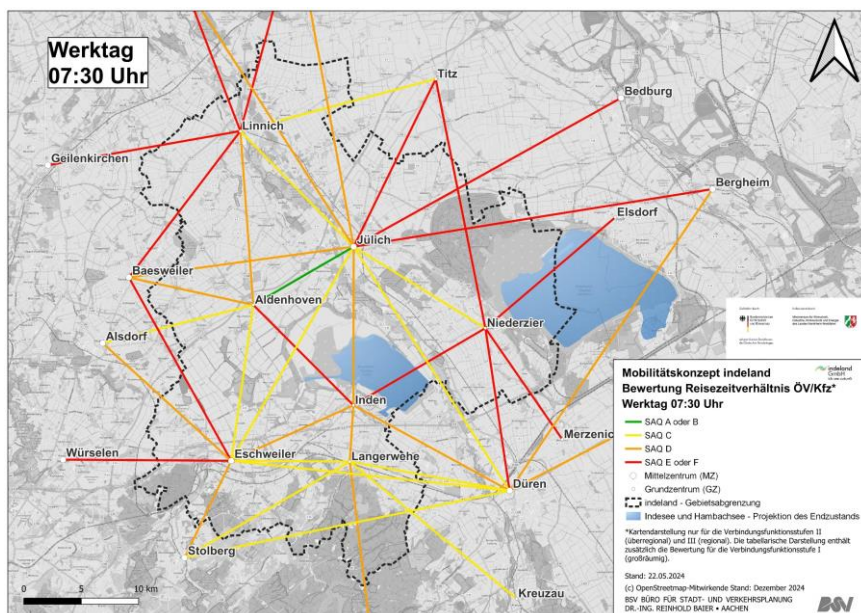 Werktag
07:30 Uhr
Titz
Bedburg
Linnich
Geilenkirchen
Bergheim
Elsdorf
Jülich
Baesweiler
Aldenhoven
Alsdorf
Niederzier
Inden
Merzenic
Würselen
Eschweiler
Langerwehe
Düren
Stolberg
Kreuzau
0
5
10 km
indeland
GmbH
Mobilitätskonzept indeland
Bewertung Reisezeitverhältnis ÖV/Kfz*
Werktag 07:30 Uhr
SAQ A oder B
SAQ C
SAQ D
SAQ E oder F
Mittelzentrum (MZ)
Grundzentrum (GZ)
indeland - Gebietsabgrenzung
Indesee und Hambachsee - Projektion des Endzustands
*Kartendarstellung nur für die Verbindungsfunktionsstufen II
(überregional) und III (regional). Die tabellarische Darstellung enthält
zusätzlich die Bewertung für die Verbindungsfunktionsstufe I
(großräumig).
Stand: 22.05.2024
(c) OpenStreetmap-Mitwirkende Stand: Dezember 2024
BSV BÜRO FÜR STADT- UND VERKEHRSPLANUNG
DR.-ING. REINHOLD BAIER • AACHEN
BSV